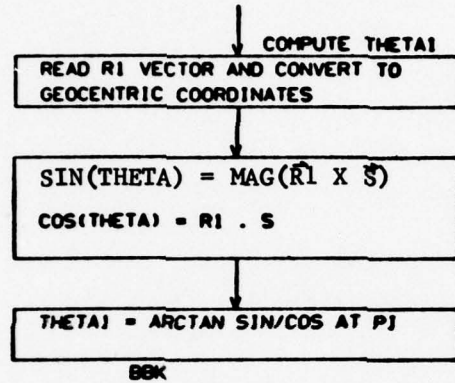 COMPUTE THETA1
READ R1 VECTOR AND CONVERT TO
GEOCENTRIC COORDINATES
SIN(THETA) = MAG(R⃗1 X S⃗)
COS(THETA) = R1 . S
THETA1 = ARCTAN SIN/COS AT P1
BBK